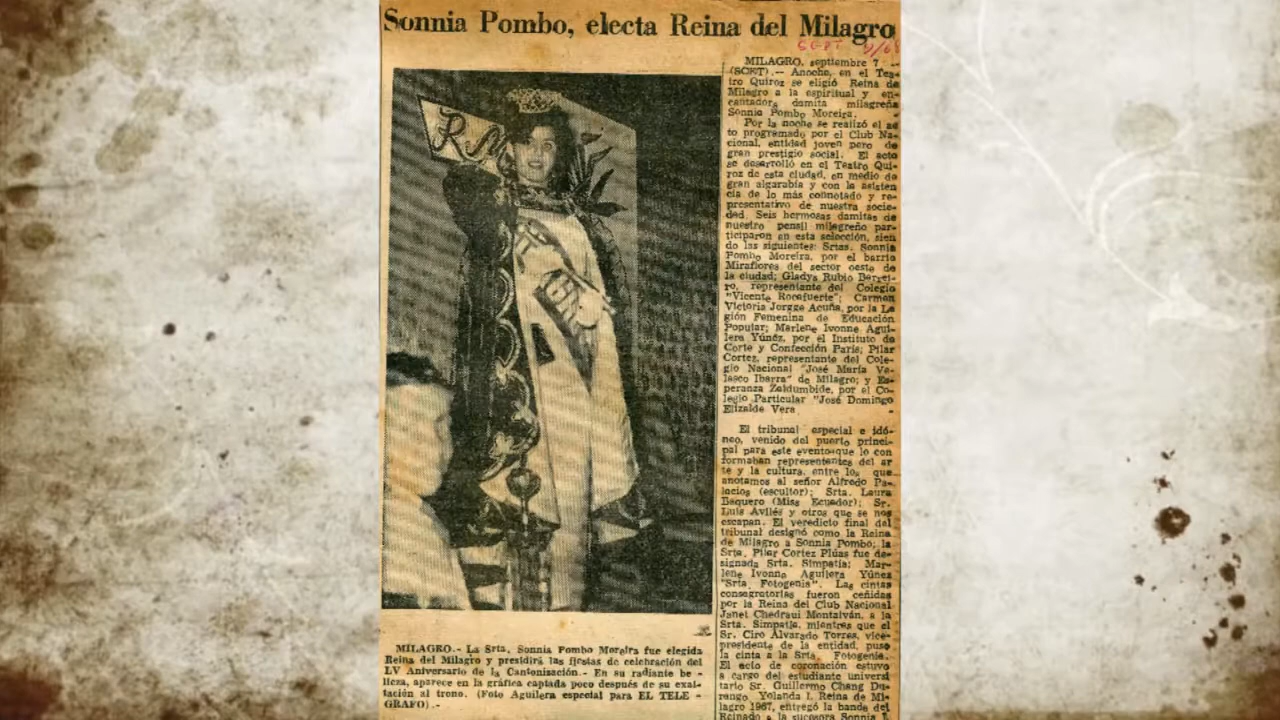 Sonnia Pombo, electa Reina del Milagro
SEPT 9/68
MILAGRO, septiembre 7 -
(SCRT).- Anoche, en el Tea-
tro Quiroz se eligió Reina de
Milagro a la espiritual y en-
cantadora damita milagreña
Sonnia Pombo Moreira.
Por la noche se realizó el ac
to programado por el Club Na-
cional, entidad joven pero de
gran prestigio social. El acto
se desarrolló en el Teatro Qui-
roz de esta ciudad, en medio de
gran algarabía y con la asisten
cia de lo más connotado y re-
presentativo de nuestra socie-
dad. Seis hermosas damitas de
nuestro pensil milagreño par-
ticiparon en esta selección, sien
do las siguientes: Srtas. Sonnia
Pombo Moreira, por el barrio
Miraflores del sector oeste de
la ciudad; Gladys Rubio Berrei-
ro, representante del Colegio
"Vicente Rocafuerte"; Carmen
Victoria Jorgge Acuña, por la Le
gión Femenina de Educación
Popular; Marlene Ivonne Agui-
lera Yúnez, por el Instituto de
Corte y Confección París; Pilar
Cortez, representante del Cole-
gio Nacional "José María Ve-
lasco Ibarra" de Milagro; y Es-
peranza Zaldumbide, por el Co-
legio Particular "José Domingo
Elizalde Vera
El tribunal especial e idó-
neo, venido del puerto princi-
pal para este evento que lo con
formaban representantes del ar
te y la cultura, entre los que
anotamos al señor Alfredo Pa-
lacios (escultor); Srta. Laura
Baquero (Miss Ecuador); Sr.
Luis Avilés y otros que se nos
escapan. El veredicto final del
tribunal designó como la Reina
de Milagro a Sonnia Pombo; la
Srta. Pilar Cortez Plúas fue de-
signada Srta. Simpatía; Mar-
lene Ivonne Aguilera Yúnez
"Srta. Fotogenia". Las cintas
consagratorias fueron ceñidas
por la Reina del Club Nacional
Janet Chedraui Montalván, a la
Srta. Simpatía, mientras que el
Sr. Ciro Alvarado Torres, vice-
presidente de la entidad, puso
la cinta a la Srta. Fotogenia.
El acto de coronación estuvo
a cargo del estudiante universi
tario Sr. Guillermo Chang Du-
rango. Yolanda I, Reina de Mi-
lagro 1967, entregó la banda del
Reinado a la sucesora Sonnia I.
R M
MILAGRO.- La Srta. Sonnia Pombo Moreira fue elegida
Reina del Milagro y presidirá las fiestas de celebración del
LV Aniversario de la Cantonización.- En su radiante be -
lleza, aparece en la gráfica captada poco después de su exal-
tación al trono. (Foto Aguilera especial para EL TELE -
GRAFO).-